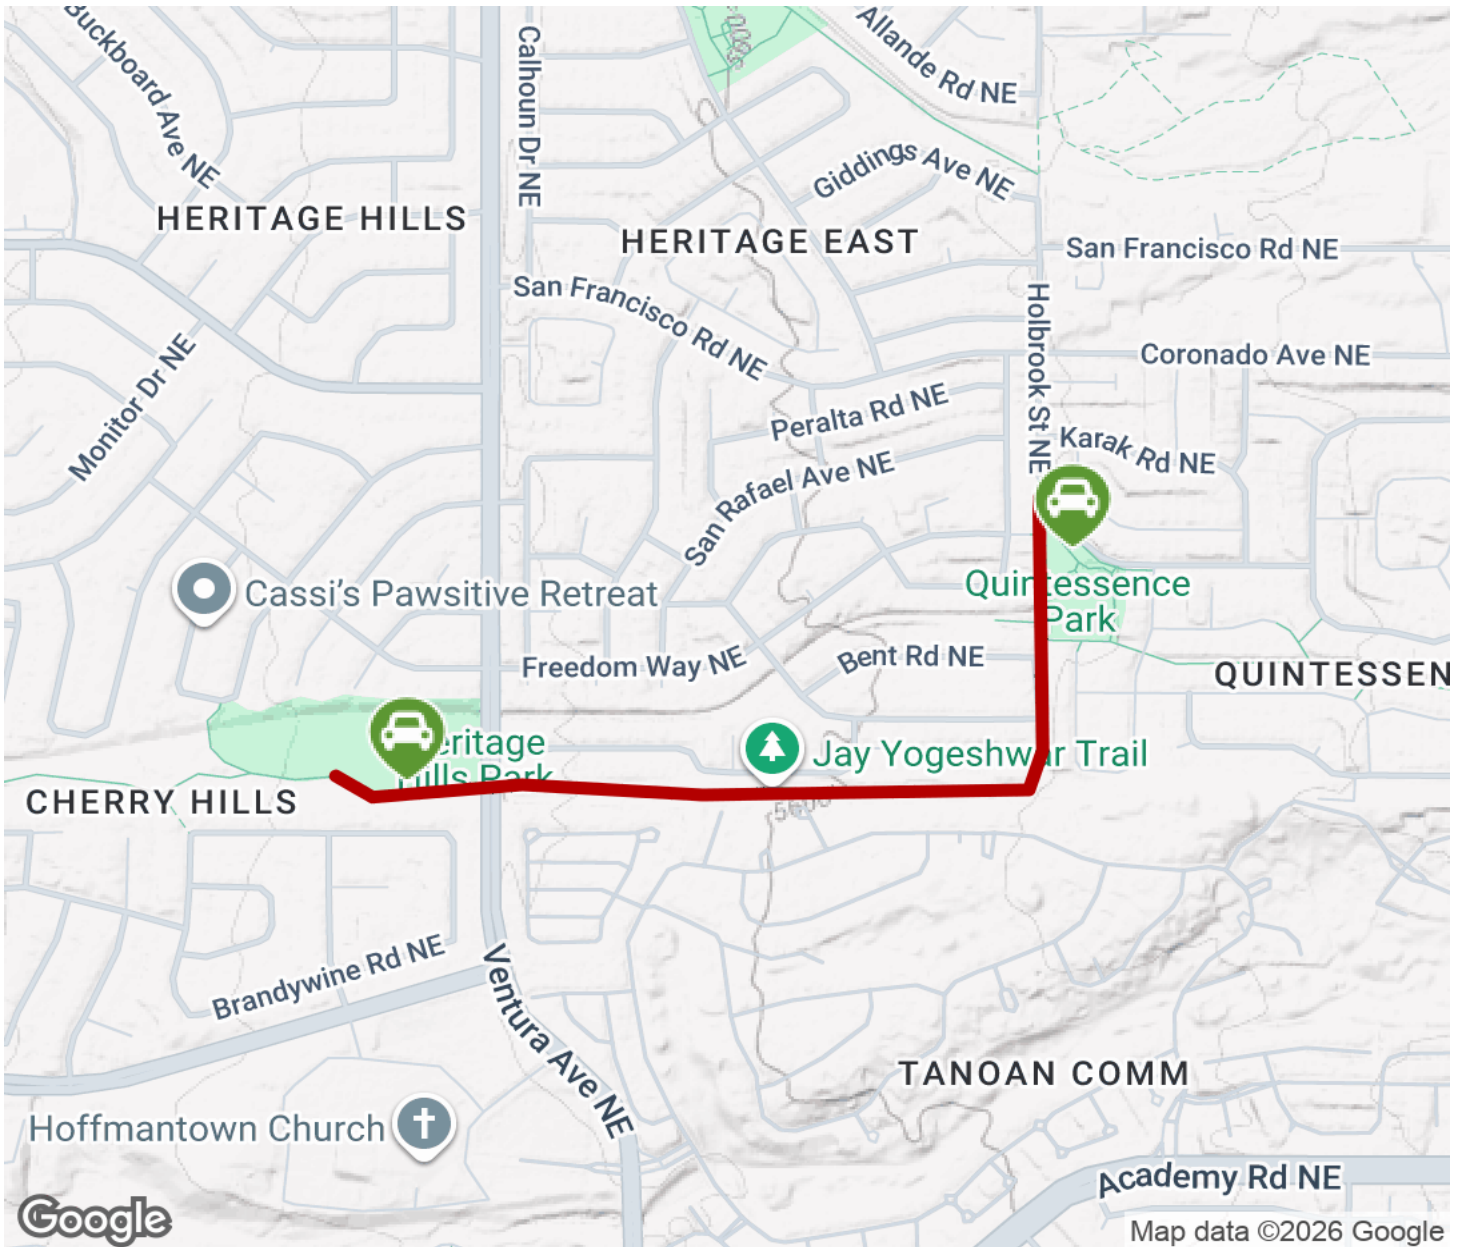 Buckboard Ave NE
Calhoun Dr NE
5600
Allande Rd NE
Giddings Ave NE
HERITAGE HILLS
HERITAGE EAST
San Francisco Rd NE
San Francisco Rd NE
Holbrook St NE
Coronado Ave NE
Monitor Dr NE
Peralta Rd NE
Karak Rd NE
San Rafael Ave NE
Cassi's Pawsitive Retreat
Quintessence
Park
Freedom Way NE
Bent Rd NE
QUINTESSEN
eritage
Hills Park
Jay Yogeshwar Trail
CHERRY HILLS
Brandywine Rd NE
Ventura Ave NE
TANOAN COMM
Hoffmantown Church
Academy Rd NE
Google
Map data ©2026 Google